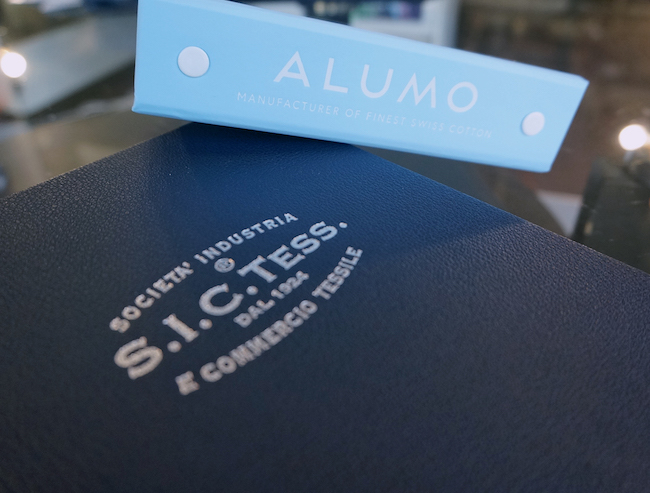 ALUMO
MANUFACTURER OF FINEST SWISS COTTON
SOCIETA' INDUSTRIA
®
S.I.C.TESS.
DAL 1924
E COMMERCIO TESSILE